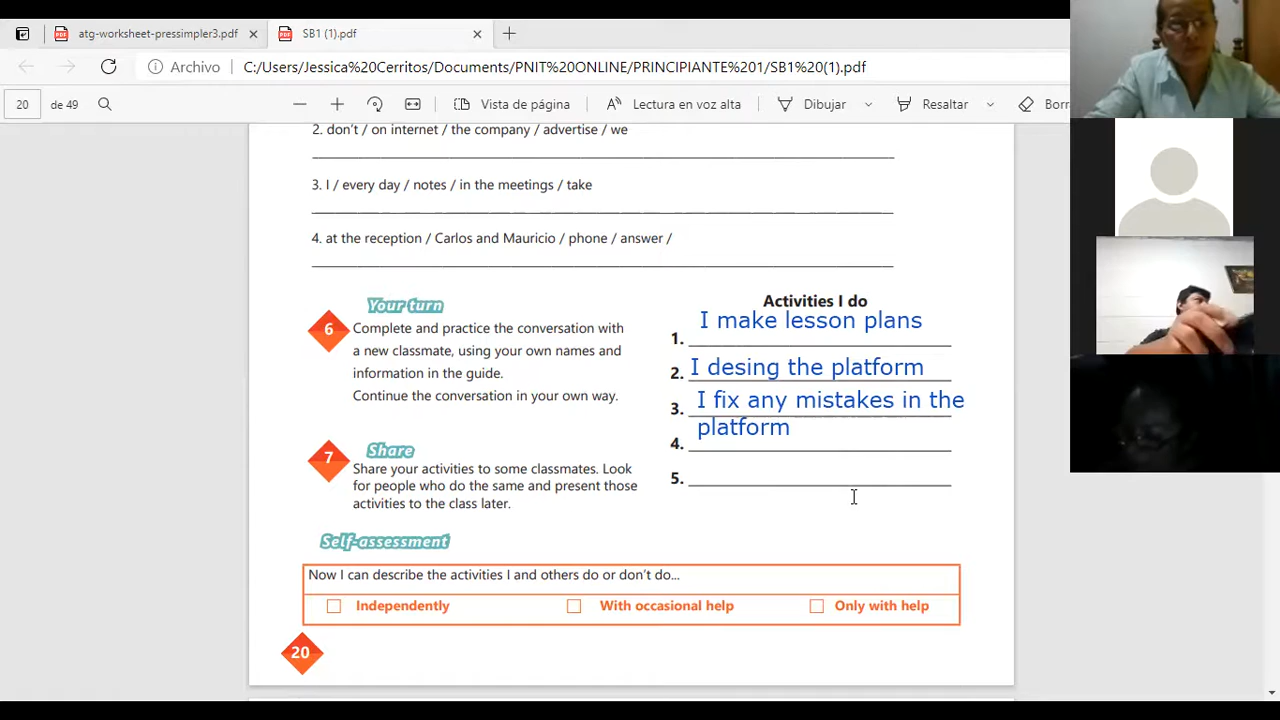 atg-worksheet-pressimpler3.pdf
SB1 (1).pdf
Archivo
C:/Users/Jessica%20Cerritos/Documents/PNIT%20ONLINE/PRINCIPIANTE%201/SB1%20(1).pdf
20
de 49
Vista de página
Lectura en voz alta
Dibujar
Resaltar
Borr
2. don't / on internet / the company / advertise / we
3. I / every day / notes / in the meetings / take
4. at the reception / Carlos and Mauricio / phone / answer /
6
Your turn
Complete and practice the conversation with
a new classmate, using your own names and
information in the guide.
Continue the conversation in your own way.
7
Share
Share your activities to some classmates. Look
for people who do the same and present those
activities to the class later.
Activities I do
1. I make lesson plans
2. I desing the platform
3. I fix any mistakes in the
platform
4.
5.
Self-assessment
Now I can describe the activities I and others do or don't do...
Independently
With occasional help
Only with help
20